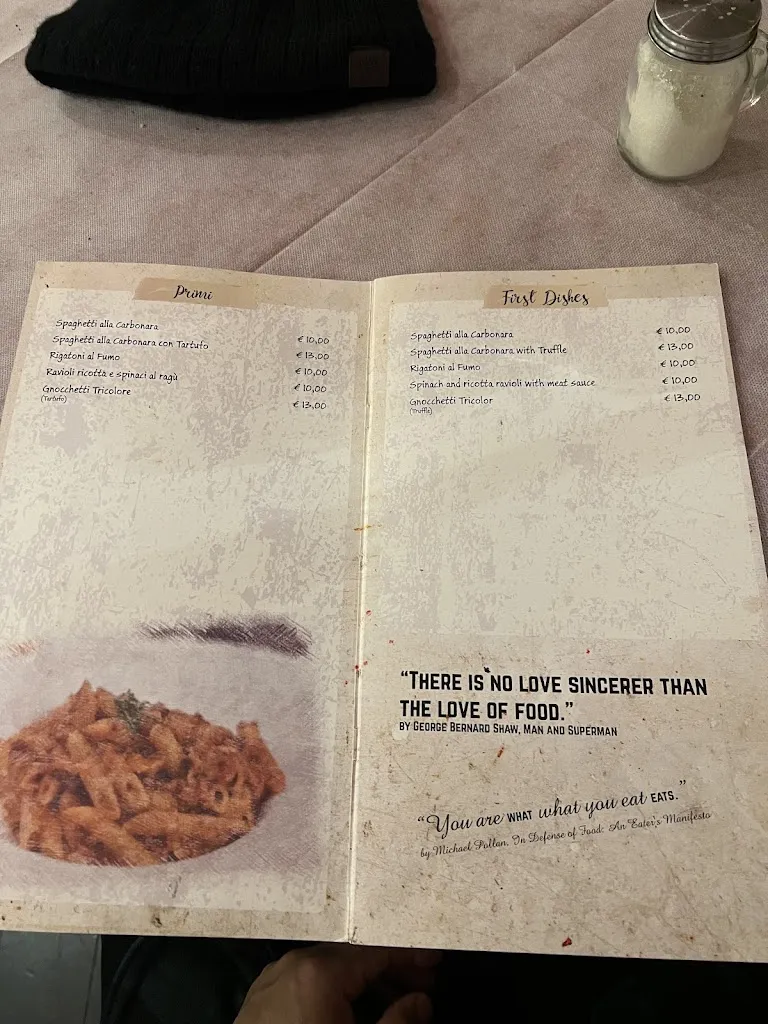 Primi
Spaghetti alla Carbonara € 10,00
Spaghetti alla Carbonara con Tartufo € 13,00
Rigatoni al Fumo € 10,00
Ravioli ricotta e spinaci al ragù € 10,00
Gnocchetti Tricolore € 13,00
(Tartufo)
First Dishes
Spaghetti alla Carbonara € 10,00
Spaghetti alla Carbonara with Truffle € 13,00
Rigatoni al Fumo € 10,00
Spinach and ricotta ravioli with meat sauce € 10,00
Gnocchetti Tricolor € 13,00
(Truffle)
“There is no love sincerer than
the love of food.”
by George Bernard Shaw, Man and Superman
“You are what what you eat eats.”
by Michael Pollan, In Defense of Food: An Eater's Manifesto